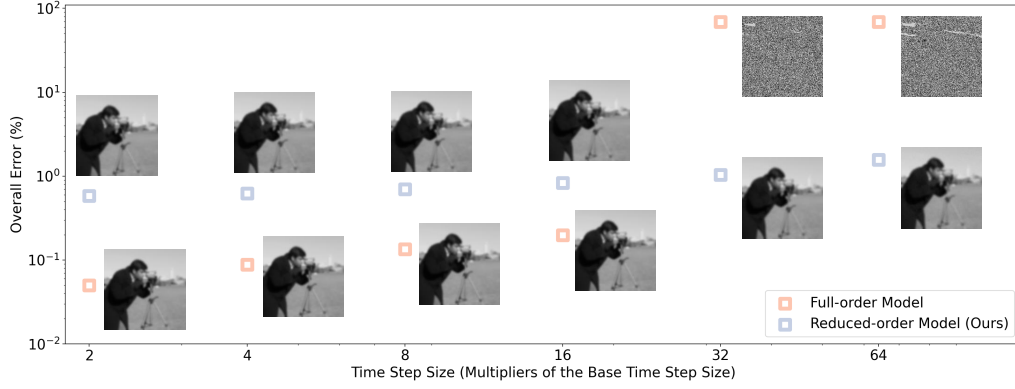 Overall Error (%)
10²
10¹
10⁰
10⁻¹
10⁻²
2
4
8
16
32
64
Time Step Size (Multipliers of the Base Time Step Size)
Full-order Model
Reduced-order Model (Ours)